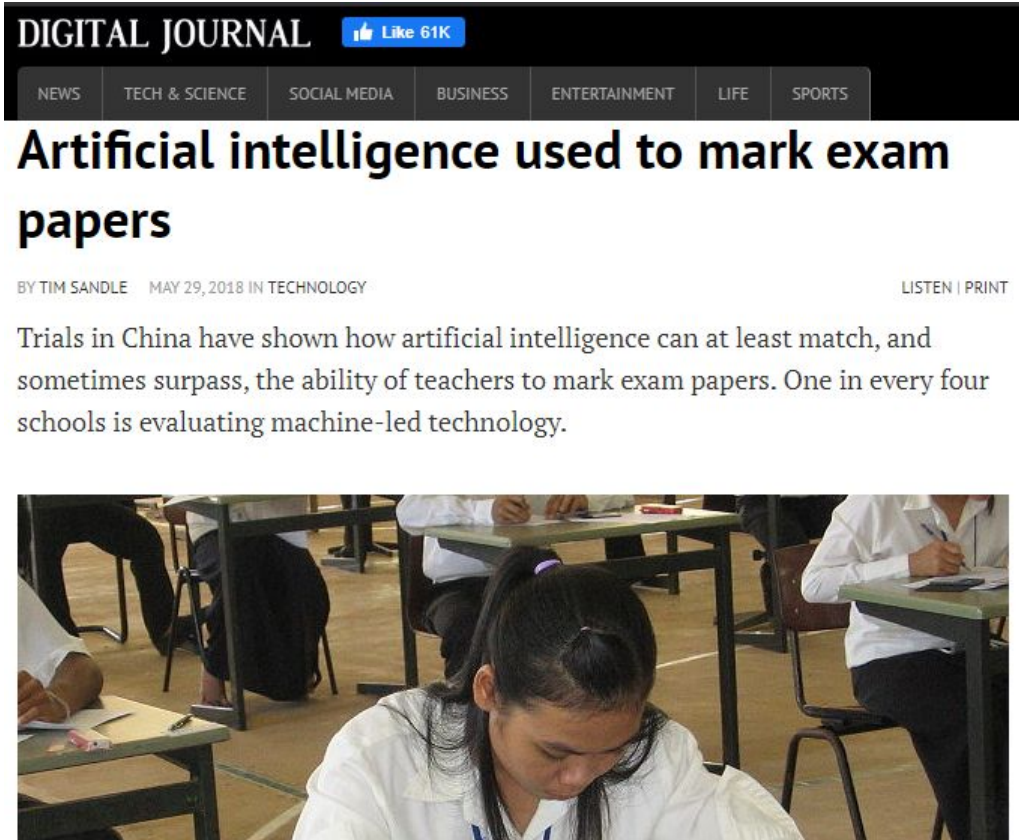 DIGITAL JOURNAL Like 61K
NEWS TECH & SCIENCE SOCIAL MEDIA BUSINESS ENTERTAINMENT LIFE SPORTS
Artificial intelligence used to mark exam
papers
BY TIM SANDLE MAY 29, 2018 IN TECHNOLOGY LISTEN | PRINT
Trials in China have shown how artificial intelligence can at least match, and
sometimes surpass, the ability of teachers to mark exam papers. One in every four
schools is evaluating machine-led technology.